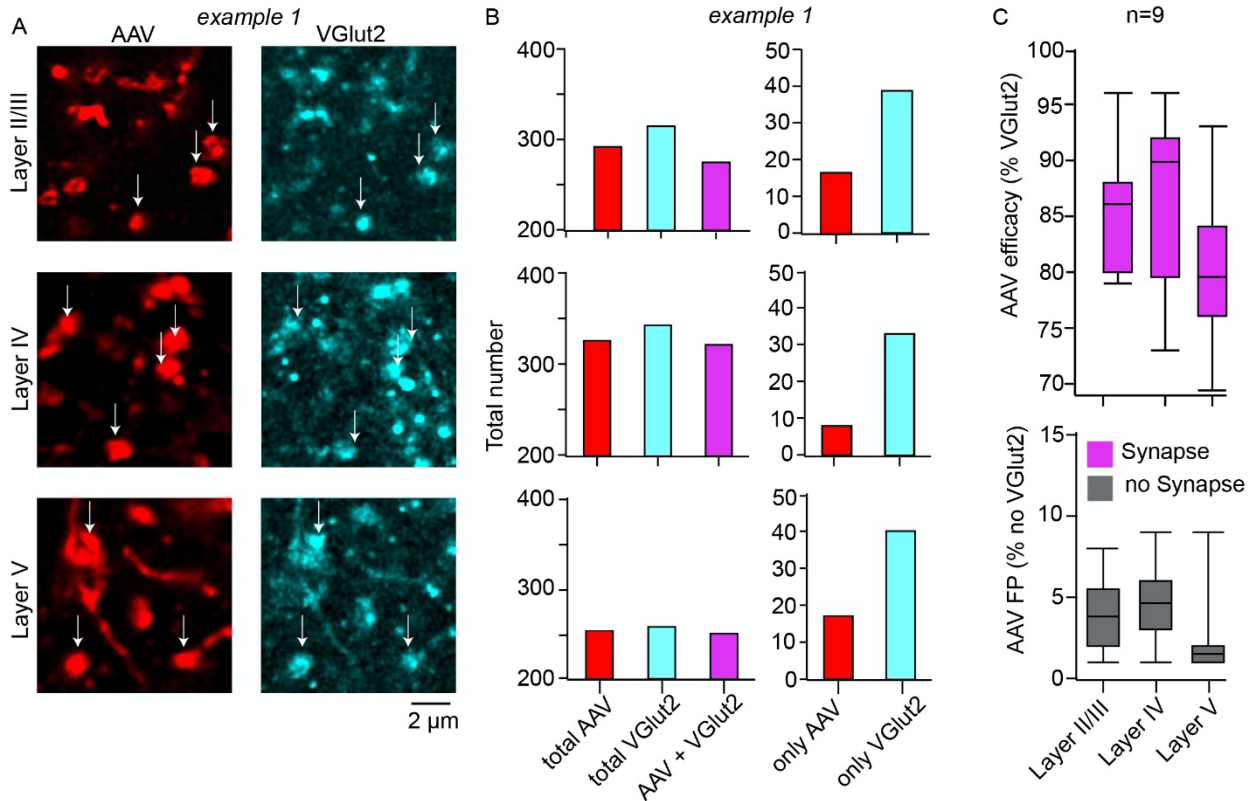 A
example 1
AAV
VGlut2
Layer II/III
Layer IV
Layer V
2 µm
B
example 1
Total number
400
300
200
50
40
30
20
10
0
400
300
200
50
40
30
20
10
0
400
300
200
50
40
30
20
10
0
total AAV
total VGlut2
AAV + VGlut2
only AAV
only VGlut2
C
n=9
AAV efficacy (% VGlut2)
100
95
90
85
80
75
70
AAV FP (% no VGlut2)
15
10
5
0
Synapse
no Synapse
Layer II/III
Layer IV
Layer V